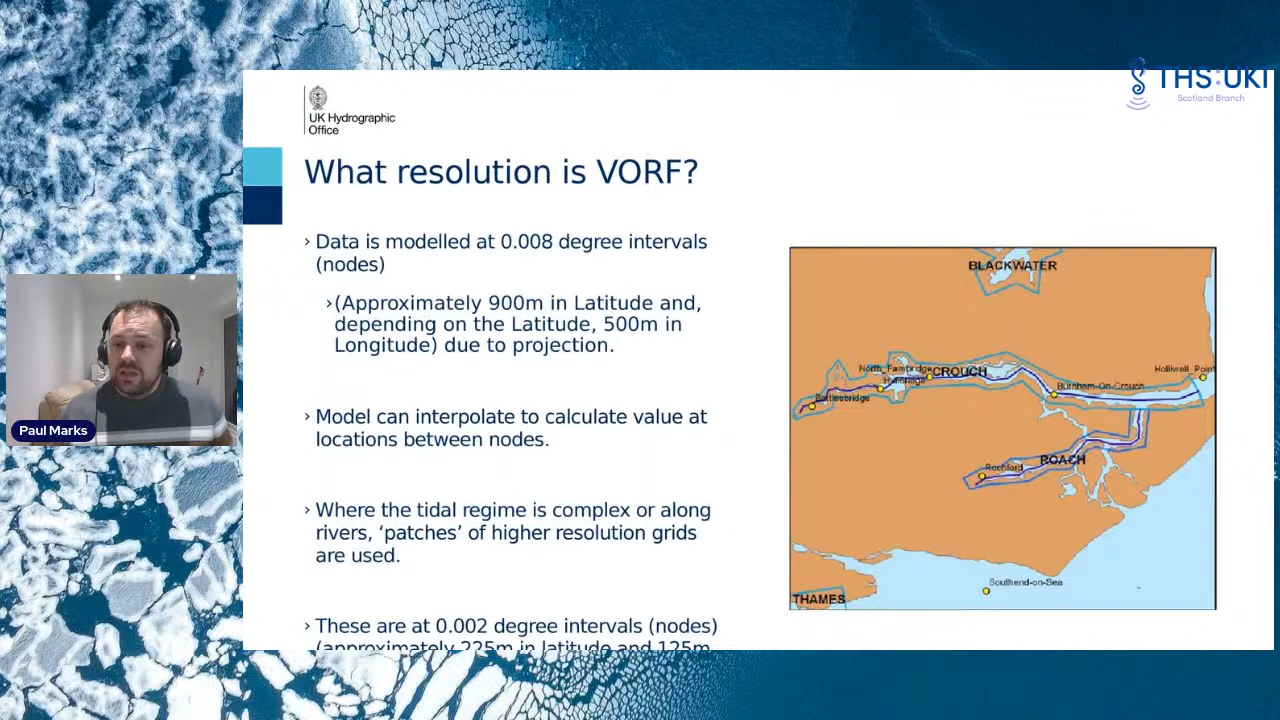 THS:UKI
Scotland Branch
UK Hydrographic
Office
What resolution is VORF?
› Data is modelled at 0.008 degree intervals
(nodes)
›(Approximately 900m in Latitude and,
depending on the Latitude, 500m in
Longitude) due to projection.
› Model can interpolate to calculate value at
locations between nodes.
› Where the tidal regime is complex or along
rivers, ‘patches’ of higher resolution grids
are used.
› These are at 0.002 degree intervals (nodes)
(approximately 225m in latitude and 125m
BLACKWATER
North_Fambridge
CROUCH
Holliwell_Point
Hullbridge
Burnham-On-Crouch
Battlesbridge
ROACH
Rochford
Southend-on-Sea
THAMES
Paul Marks